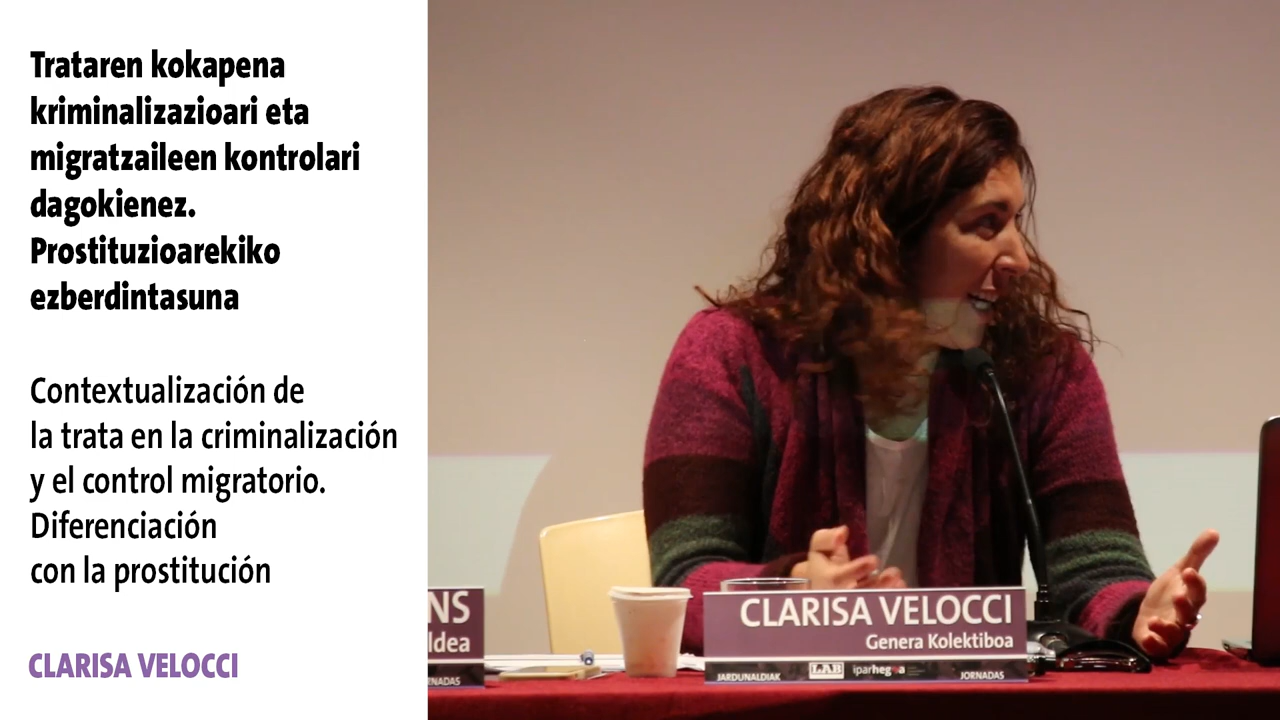 Trataren kokapena
kriminalizazioari eta
migratzaileen kontrolari
dagokienez.
Prostituzioarekiko
ezberdintasuna
Contextualización de
la trata en la criminalización
y el control migratorio.
Diferenciación
con la prostitución
CLARISA VELOCCI
NS
ldea
RNADAS
CLARISA VELOCCI
Genera Kolektiboa
JARDUNALDIAK LAB iparhegoa JORNADAS